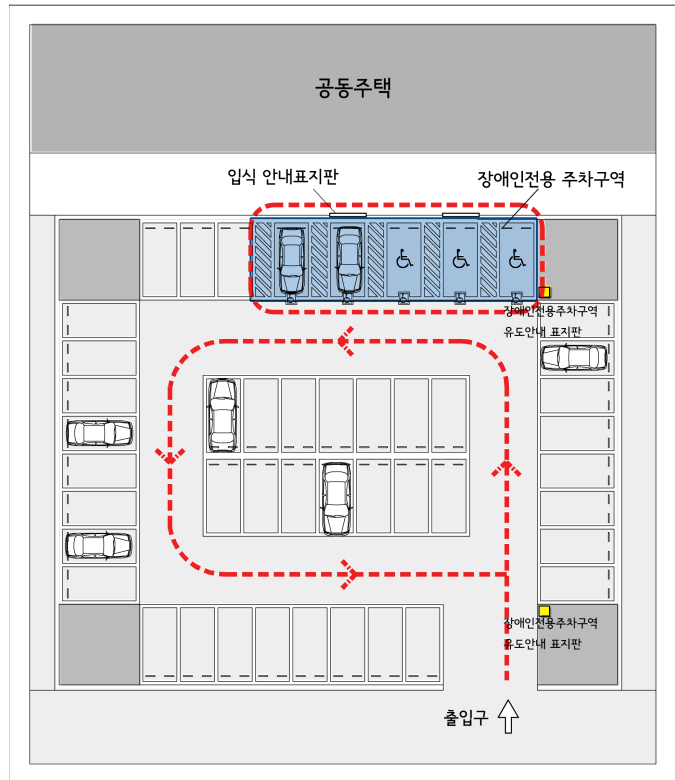 공동주택
입식 안내표지판
장애인전용 주차구역
장애인전용주차구역
유도안내 표지판
장애인전용주차구역
유도안내 표지판
출입구